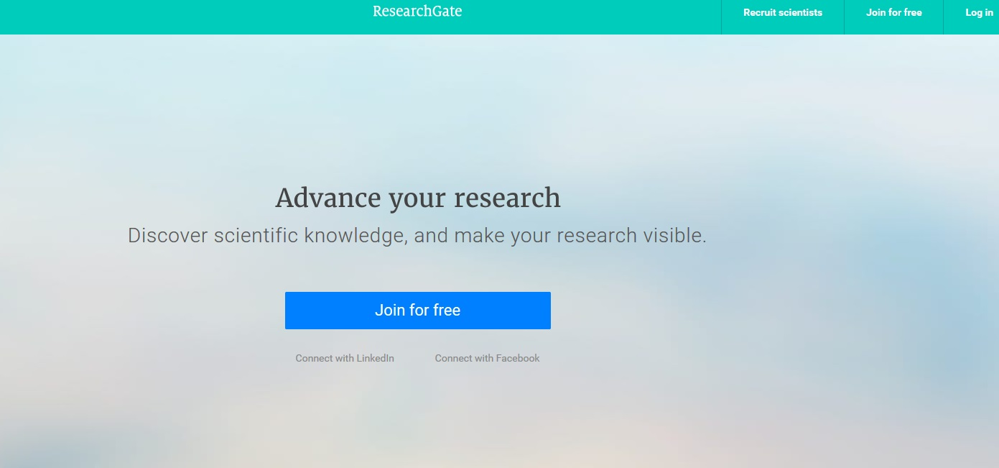 ResearchGate
Recruit scientists
Join for free
Log in
Advance your research
Discover scientific knowledge, and make your research visible.
Join for free
Connect with LinkedIn
Connect with Facebook